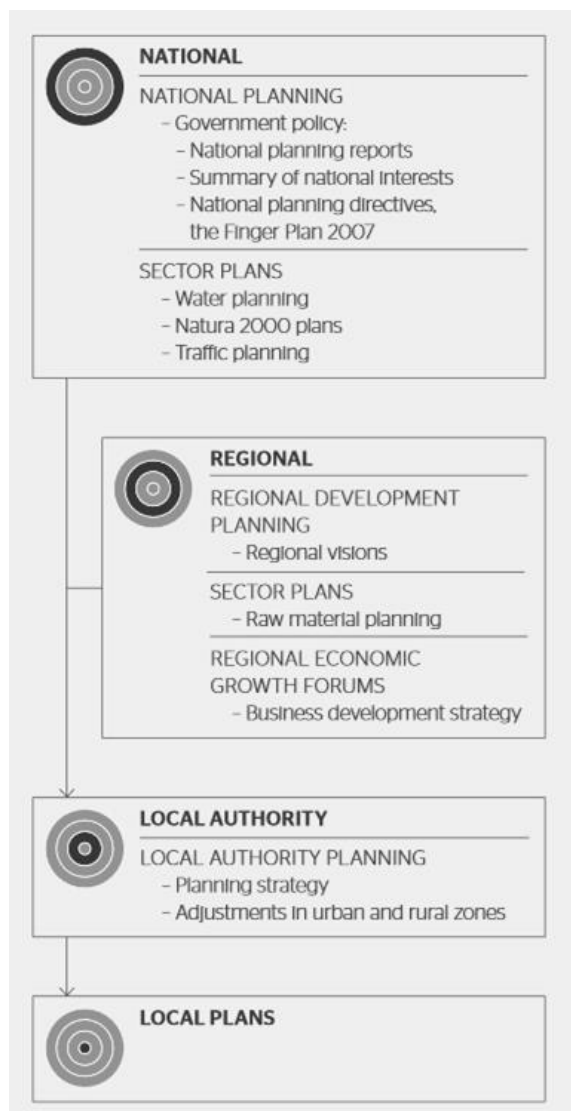 NATIONAL
NATIONAL PLANNING
– Government policy:
– National planning reports
– Summary of national interests
– National planning directives,
the Finger Plan 2007
SECTOR PLANS
– Water planning
– Natura 2000 plans
– Traffic planning
REGIONAL
REGIONAL DEVELOPMENT
PLANNING
– Regional visions
SECTOR PLANS
– Raw material planning
REGIONAL ECONOMIC
GROWTH FORUMS
– Business development strategy
LOCAL AUTHORITY
LOCAL AUTHORITY PLANNING
– Planning strategy
– Adjustments in urban and rural zones
LOCAL PLANS